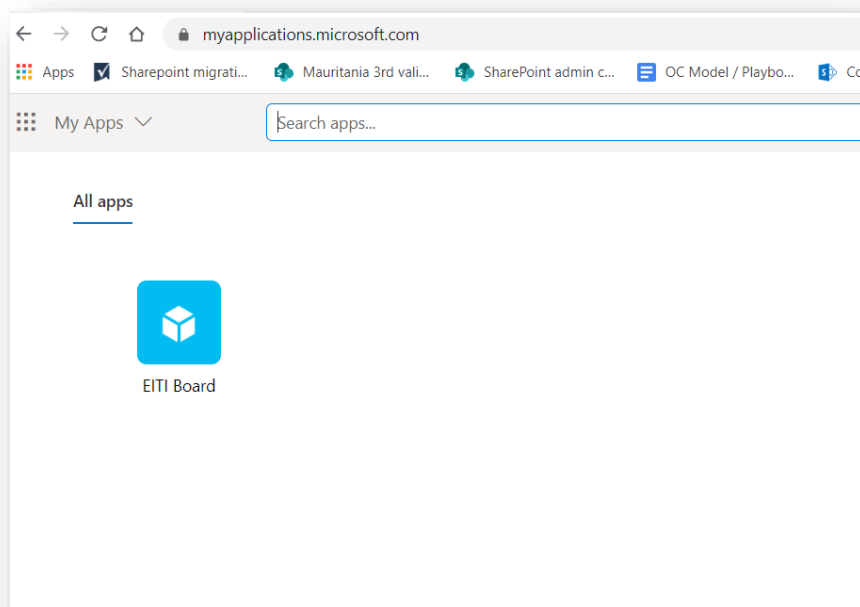 myapplications.microsoft.com
Apps Sharepoint migrati... Mauritania 3rd vali... SharePoint admin c... OC Model / Playbo... Co
My Apps Search apps...
All apps
EITI Board